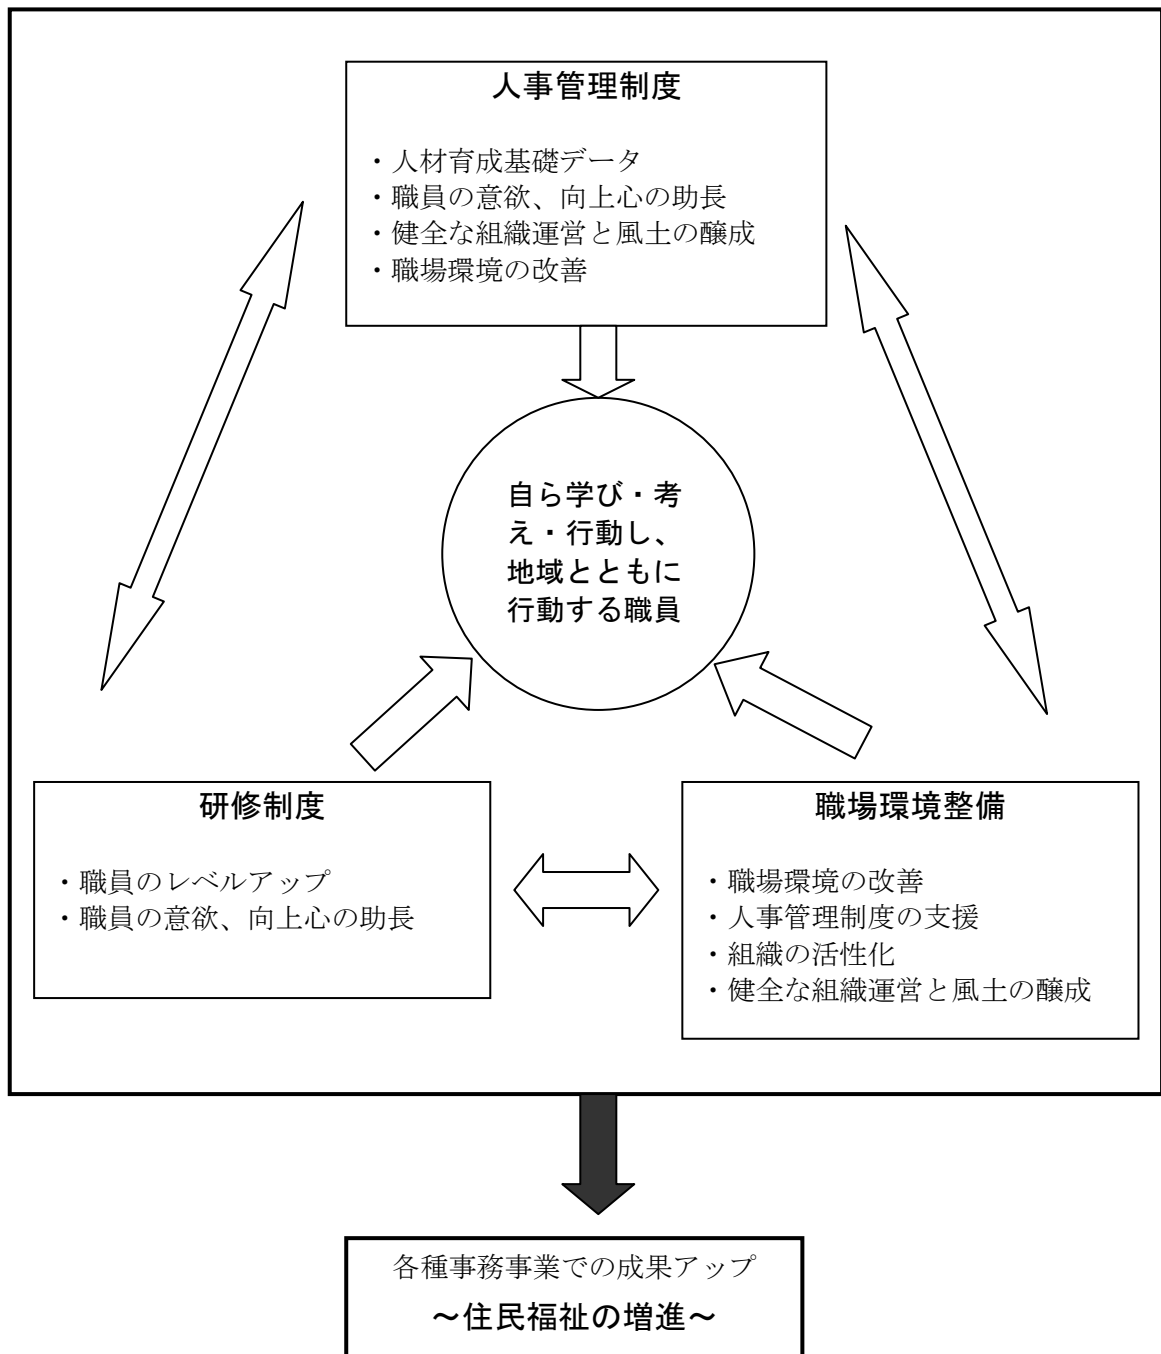 人事管理制度
・人材育成基礎データ
・職員の意欲、向上心の助長
・健全な組織運営と風土の醸成
・職場環境の改善
自ら学び・考
え・行動し、
地域とともに
行動する職員
研修制度
・職員のレベルアップ
・職員の意欲、向上心の助長
職場環境整備
・職場環境の改善
・人事管理制度の支援
・組織の活性化
・健全な組織運営と風土の醸成
各種事務事業での成果アップ
～住民福祉の増進～